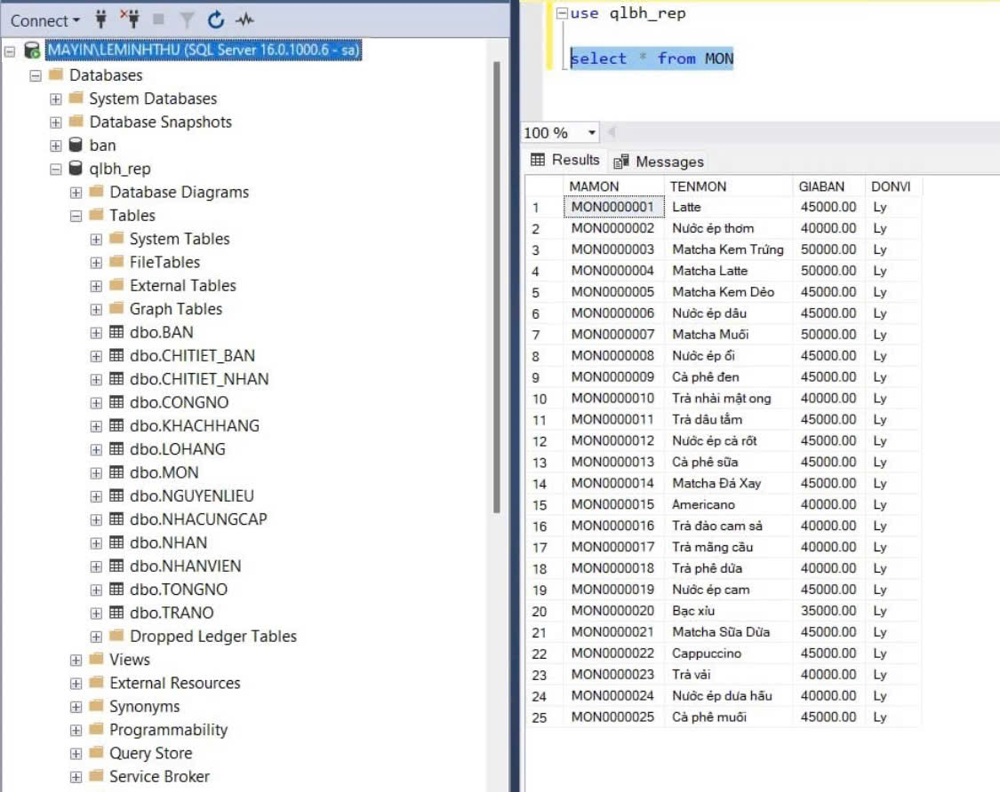 Connect
MAYIN\LEMINHTHU (SQL Server 16.0.1000.6 - sa)
Databases
System Databases
Database Snapshots
ban
qlbh_rep
Database Diagrams
Tables
System Tables
FileTables
External Tables
Graph Tables
dbo.BAN
dbo.CHITIET_BAN
dbo.CHITIET_NHAN
dbo.CONGNO
dbo.KHACHHANG
dbo.LOHANG
dbo.MON
dbo.NGUYENLIEU
dbo.NHACUNGCAP
dbo.NHAN
dbo.NHANVIEN
dbo.TONGNO
dbo.TRANO
Dropped Ledger Tables
Views
External Resources
Synonyms
Programmability
Query Store
Service Broker
use qlbh_rep
select * from MON
100 %
Results Messages
MAMON TENMON GIABAN DONVI
1 MON0000001 Latte 45000.00 Ly
2 MON0000002 Nước ép thơm 40000.00 Ly
3 MON0000003 Matcha Kem Trứng 50000.00 Ly
4 MON0000004 Matcha Latte 50000.00 Ly
5 MON0000005 Matcha Kem Dẻo 45000.00 Ly
6 MON0000006 Nước ép dâu 45000.00 Ly
7 MON0000007 Matcha Muối 50000.00 Ly
8 MON0000008 Nước ép ổi 45000.00 Ly
9 MON0000009 Cà phê đen 45000.00 Ly
10 MON0000010 Trà nhài mật ong 40000.00 Ly
11 MON0000011 Trà dâu tằm 45000.00 Ly
12 MON0000012 Nước ép cà rốt 45000.00 Ly
13 MON0000013 Cà phê sữa 45000.00 Ly
14 MON0000014 Matcha Đá Xay 45000.00 Ly
15 MON0000015 Americano 40000.00 Ly
16 MON0000016 Trà đào cam sả 40000.00 Ly
17 MON0000017 Trà mãng cầu 40000.00 Ly
18 MON0000018 Trà phê dứa 40000.00 Ly
19 MON0000019 Nước ép cam 45000.00 Ly
20 MON0000020 Bạc xíu 35000.00 Ly
21 MON0000021 Matcha Sữa Dừa 45000.00 Ly
22 MON0000022 Cappuccino 45000.00 Ly
23 MON0000023 Trà vải 40000.00 Ly
24 MON0000024 Nước ép dưa hấu 40000.00 Ly
25 MON0000025 Cà phê muối 45000.00 Ly